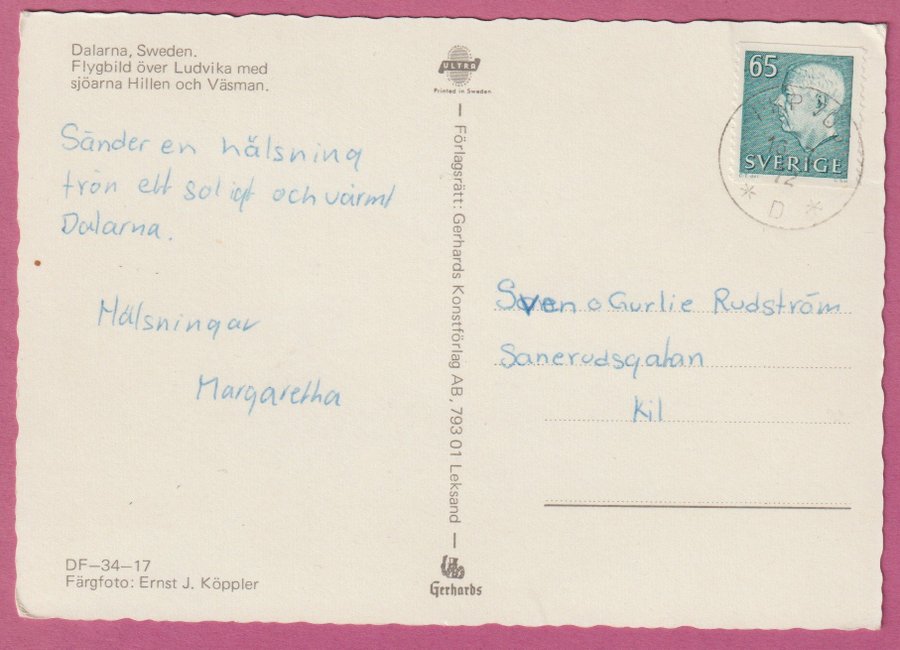 Dalarna, Sweden.
Flygbild över Ludvika med
sjöarna Hillen och Väsman.
Sänder en hälsning
från ett soligt och varmt
Dalarna.
Hälsningar
Margaretha
DF—34—17
Färgfoto: Ernst J. Köppler
ULTRA
Printed in Sweden
Förlagsrätt: Gerhards Konstförlag AB, 793 01 Leksand
Gerhards
65
SVERIGE
72
D
Sven o Gurlie Rudström
Sanerudsgatan
Kil